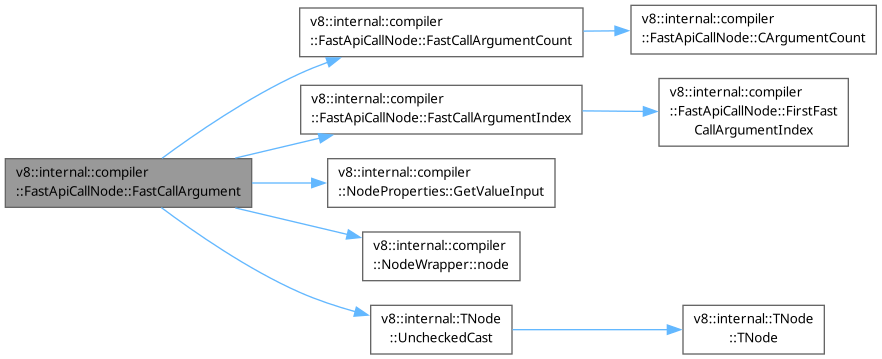 v8::internal::compiler
::FastApiCallNode::FastCallArgument
v8::internal::compiler
::FastApiCallNode::FastCallArgumentCount
v8::internal::compiler
::FastApiCallNode::CArgumentCount
v8::internal::compiler
::FastApiCallNode::FastCallArgumentIndex
v8::internal::compiler
::FastApiCallNode::FirstFast
CallArgumentIndex
v8::internal::compiler
::NodeProperties::GetValueInput
v8::internal::compiler
::NodeWrapper::node
v8::internal::TNode
::UncheckedCast
v8::internal::TNode
::TNode